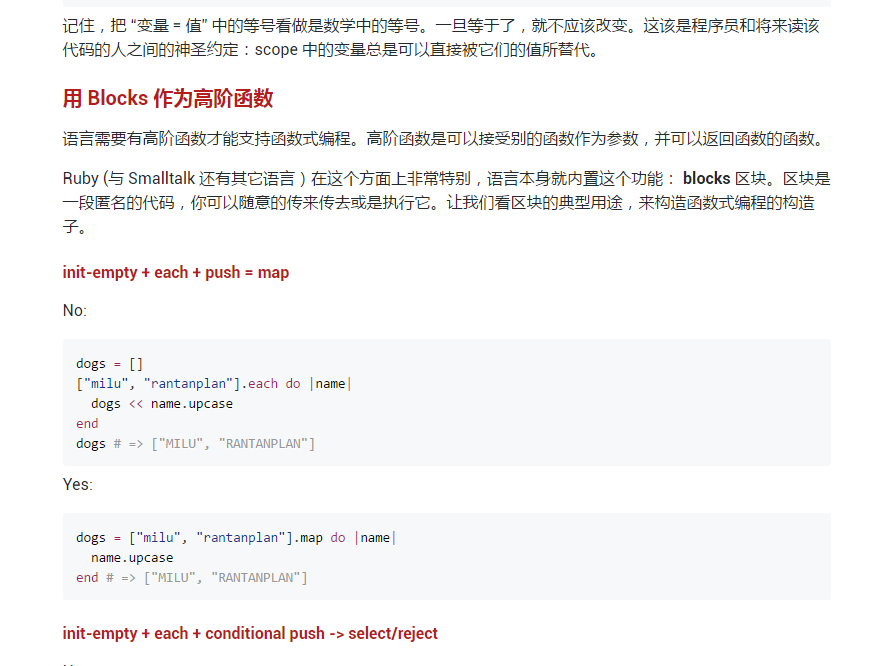 记住，把 “变量 = 值” 中的等号看做是数学中的等号。一旦等于了，就不应该改变。这该是程序员和将来读该
代码的人之间的神圣约定：scope 中的变量总是可以直接被它们的值所替代。
用 Blocks 作为高阶函数
语言需要有高阶函数才能支持函数式编程。高阶函数是可以接受别的函数作为参数，并可以返回函数的函数。
Ruby (与 Smalltalk 还有其它语言 ) 在这个方面上非常特别，语言本身就内置这个功能： blocks 区块。区块是
一段匿名的代码，你可以随意的传来传去或是执行它。让我们看区块的典型用途，来构造函数式编程的构造
子。
init-empty + each + push = map
No:
dogs = []
["milu", "rantanplan"].each do |name|
  dogs << name.upcase
end
dogs # => ["MILU", "RANTANPLAN"]
Yes:
dogs = ["milu", "rantanplan"].map do |name|
  name.upcase
end # => ["MILU", "RANTANPLAN"]
init-empty + each + conditional push -> select/reject